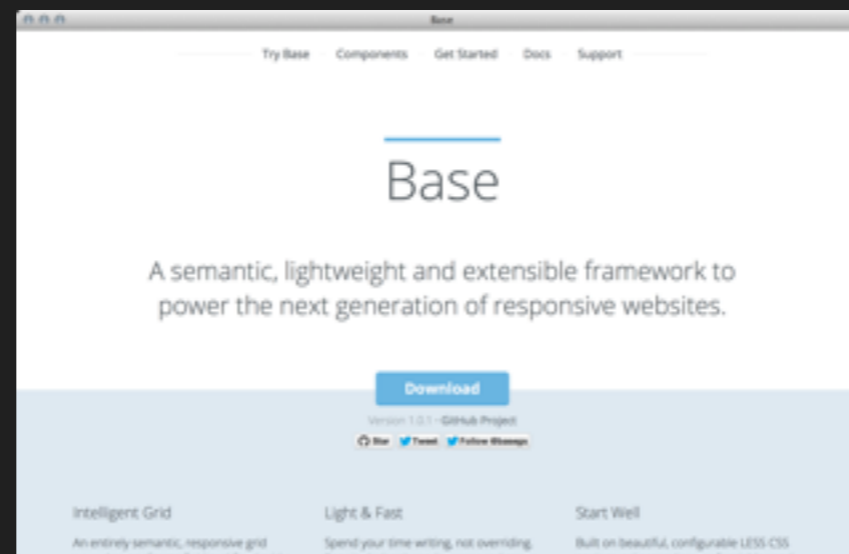 Base
Try Base Components Get Started Docs Support
Base
A semantic, lightweight and extensible framework to
power the next generation of responsive websites.
Download
Version 1.0.1 - GitHub Project
Star Tweet Follow
Intelligent Grid
An entirely semantic, responsive grid
Light & Fast
Spend your time writing, not overriding.
Start Well
Built on beautiful, configurable LESS CSS